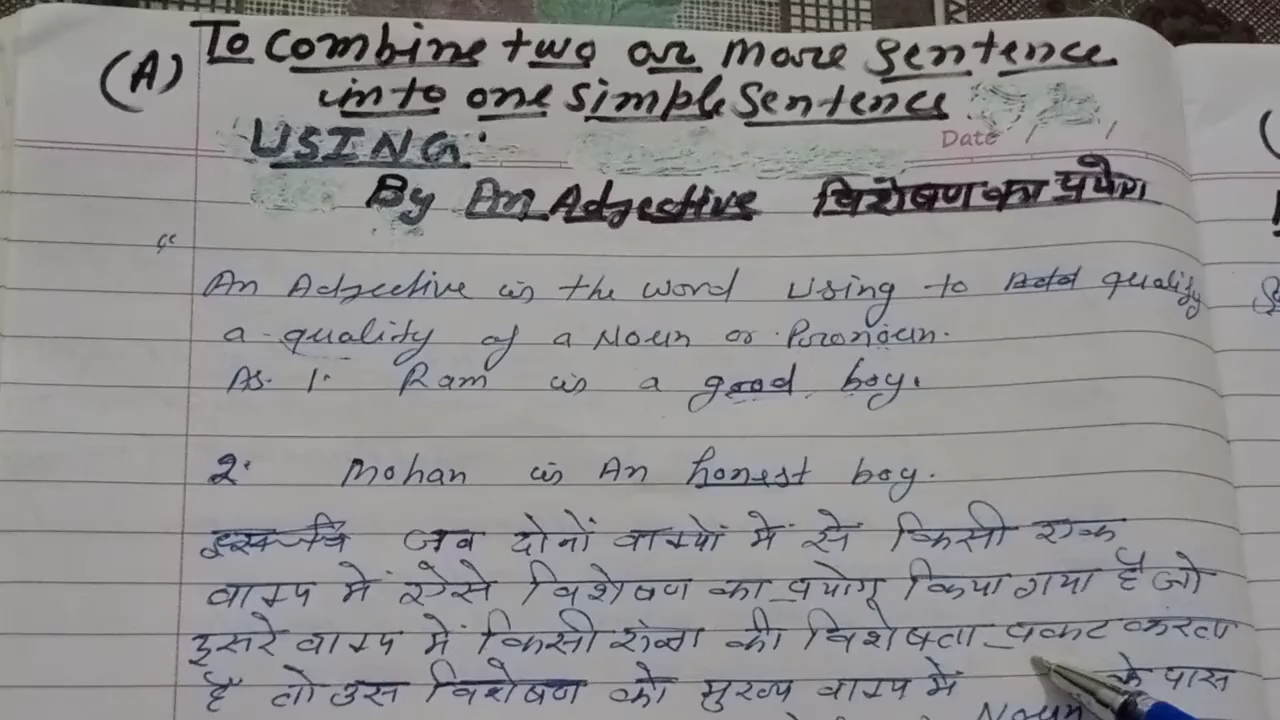 (A) To combine two or more sentence
into one simple sentence
USING:
Date / /
By An Adjective विशेषण का प्रयोग
An Adjective is the word using to qualify
a quality of a Noun or Pronoun.
As. 1. Ram is a good boy.
2. Mohan is An honest boy.
जब दोनों वाक्यों में से किसी एक
वाक्य में ऐसे विशेषण का प्रयोग किया गया है जो
दुसरे वाक्य में किसी संज्ञा की विशेषता प्रकट करता
है तो उस विशेषण को मुख्य वाक्य में के पास
Noun